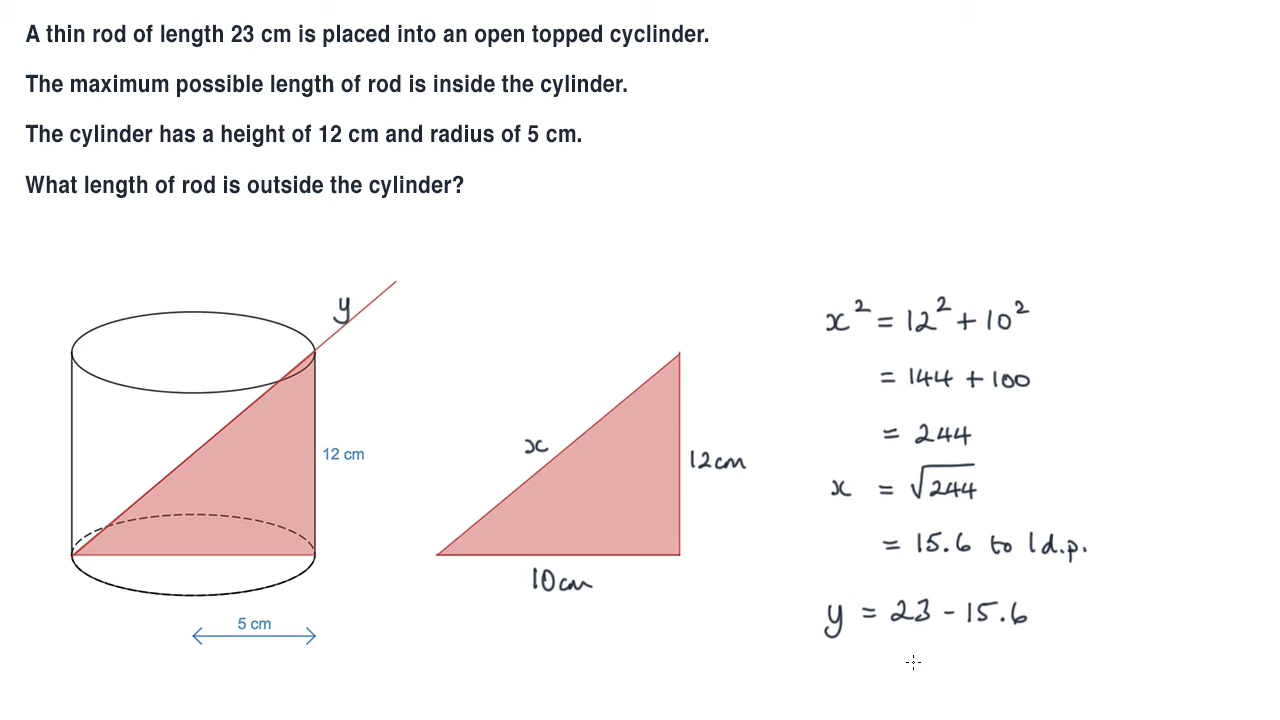 A thin rod of length 23 cm is placed into an open topped cyclinder.
The maximum possible length of rod is inside the cylinder.
The cylinder has a height of 12 cm and radius of 5 cm.
What length of rod is outside the cylinder?
y
12 cm
5 cm
x
12cm
10cm
x² = 12² + 10²
= 144 + 100
= 244
x = √244
= 15.6 to 1 d.p.
y = 23 - 15.6